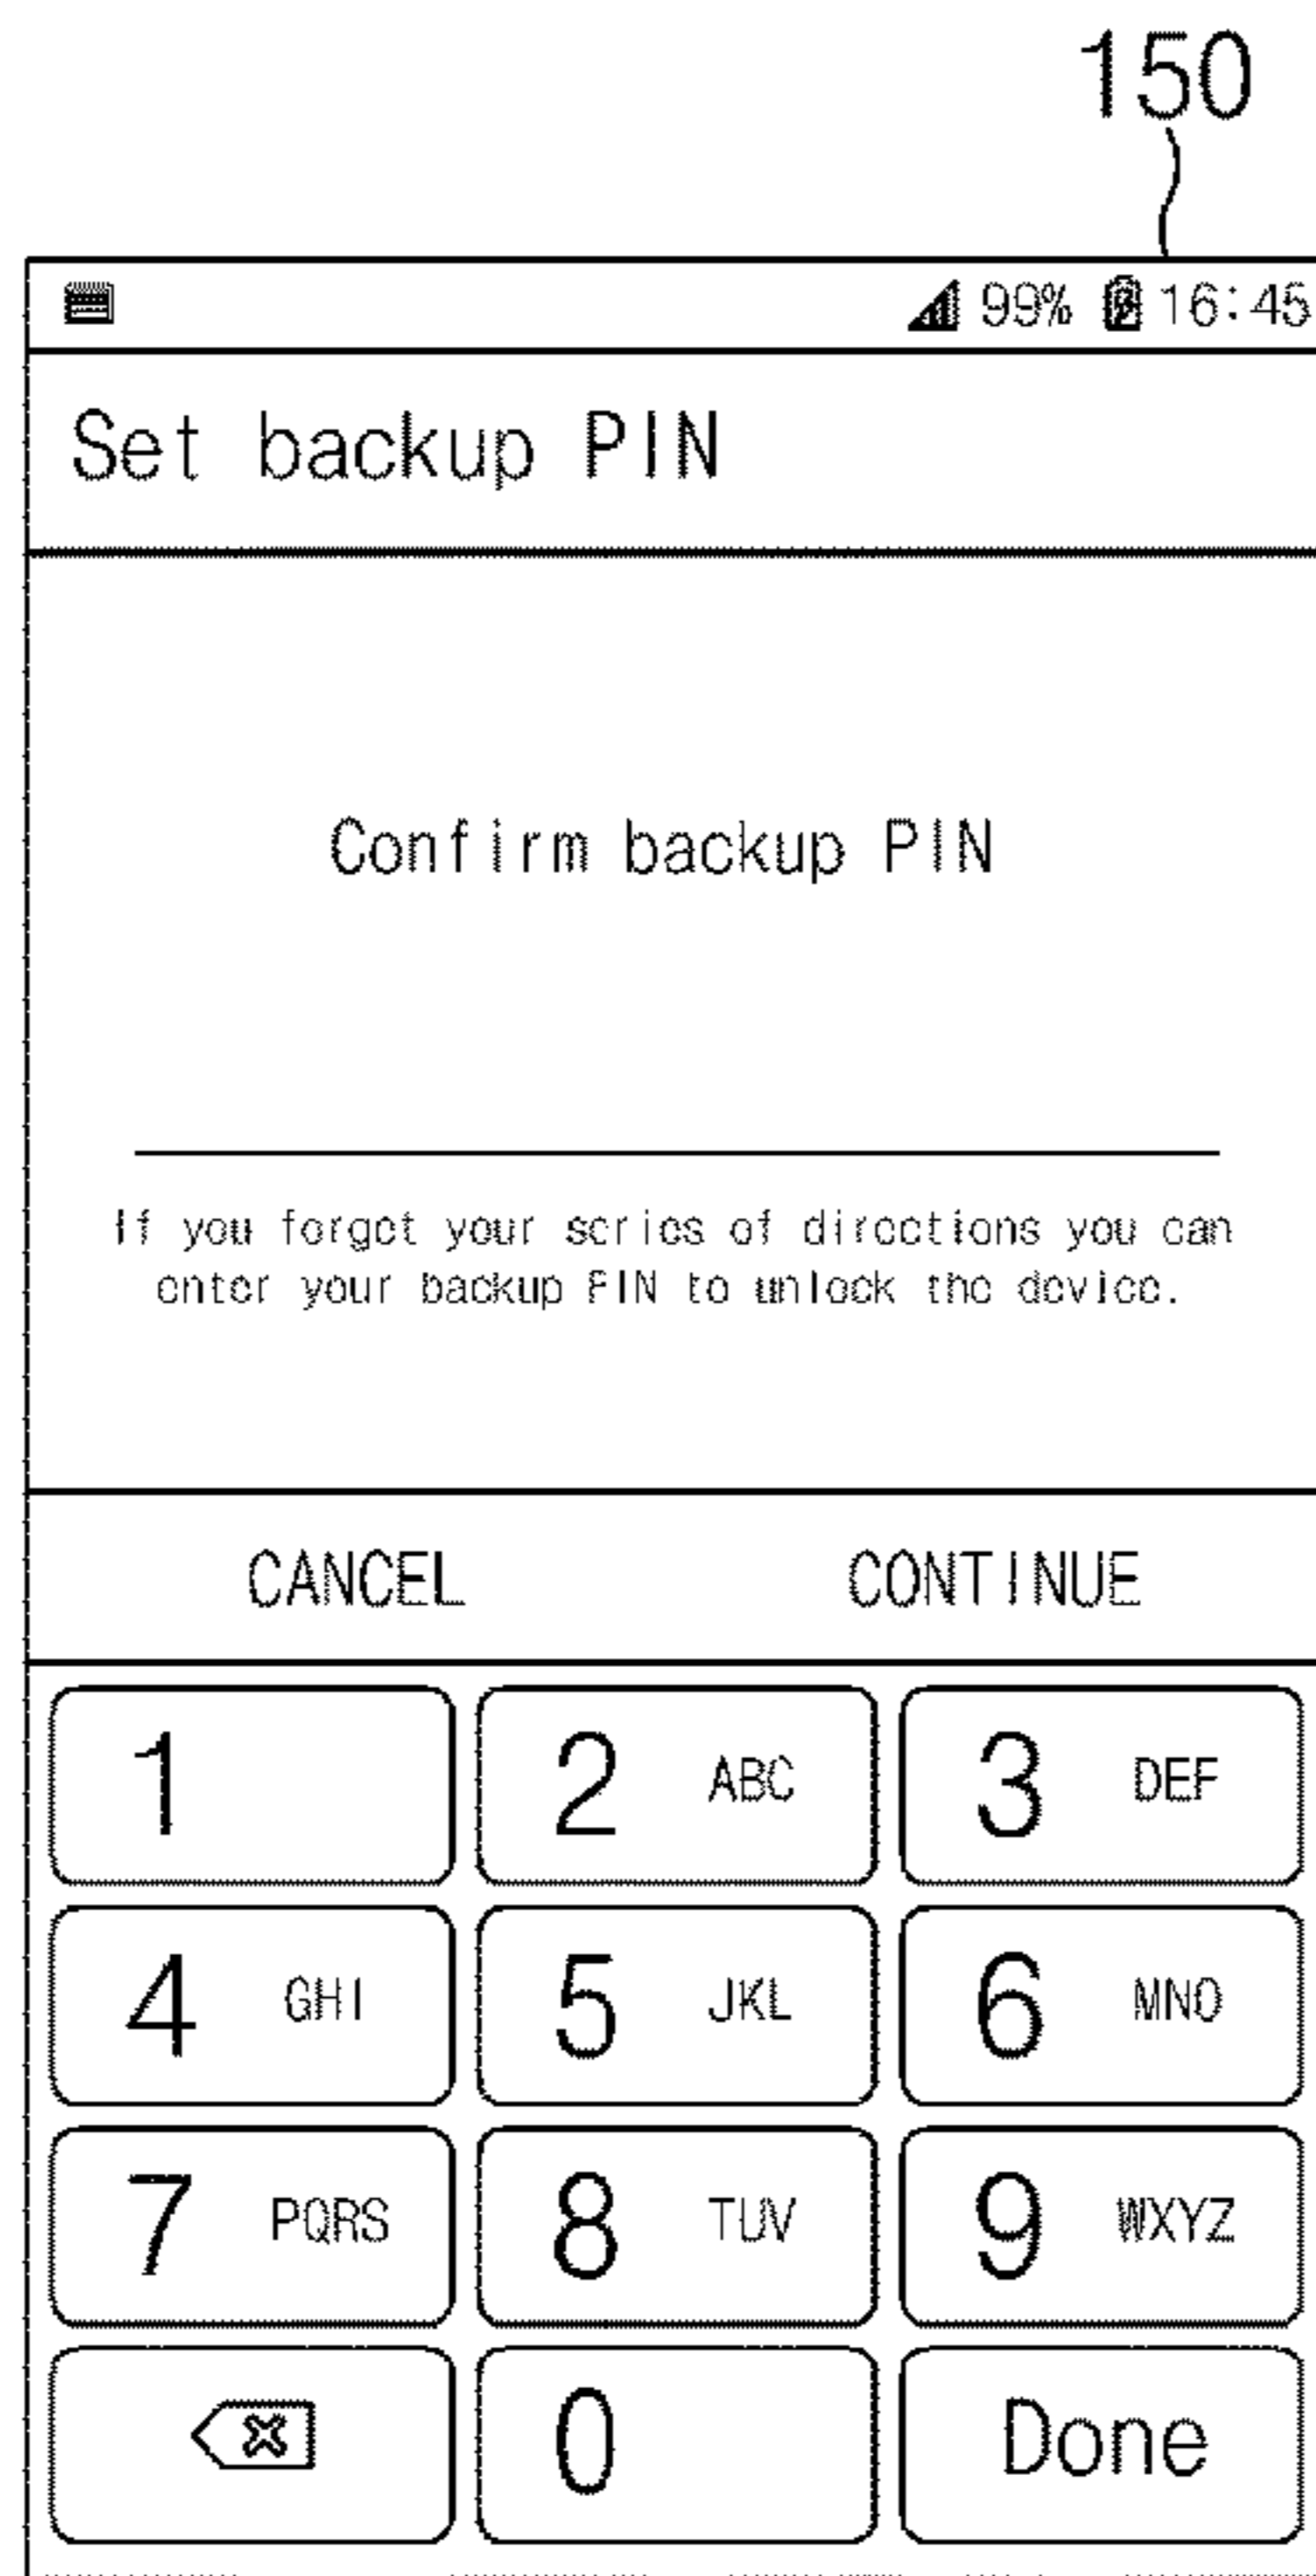 150
99% 16:45
Set backup PIN
Confirm backup PIN
If you forget your series of directions you can
enter your backup PIN to unlock the device.
CANCEL CONTINUE
1 2 ABC 3 DEF
4 GHI 5 JKL 6 MNO
7 PQRS 8 TUV 9 WXYZ
0 Done